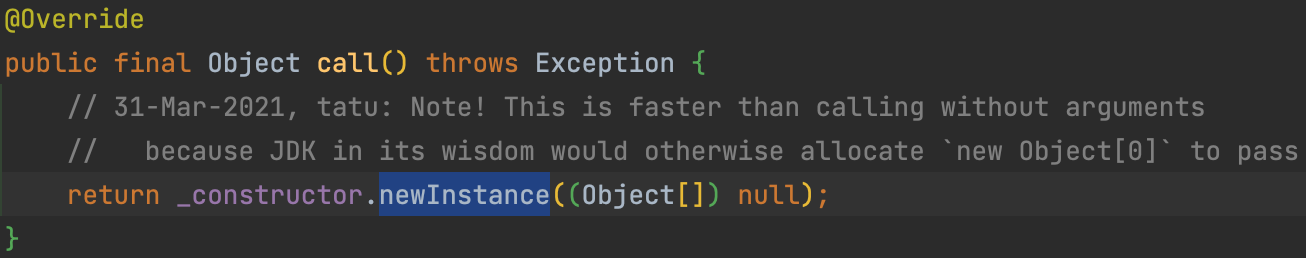 @Override
public final Object call() throws Exception {
// 31-Mar-2021, tatu: Note! This is faster than calling without arguments
//   because JDK in its wisdom would otherwise allocate `new Object[0]` to pass
return _constructor.newInstance((Object[]) null);
}